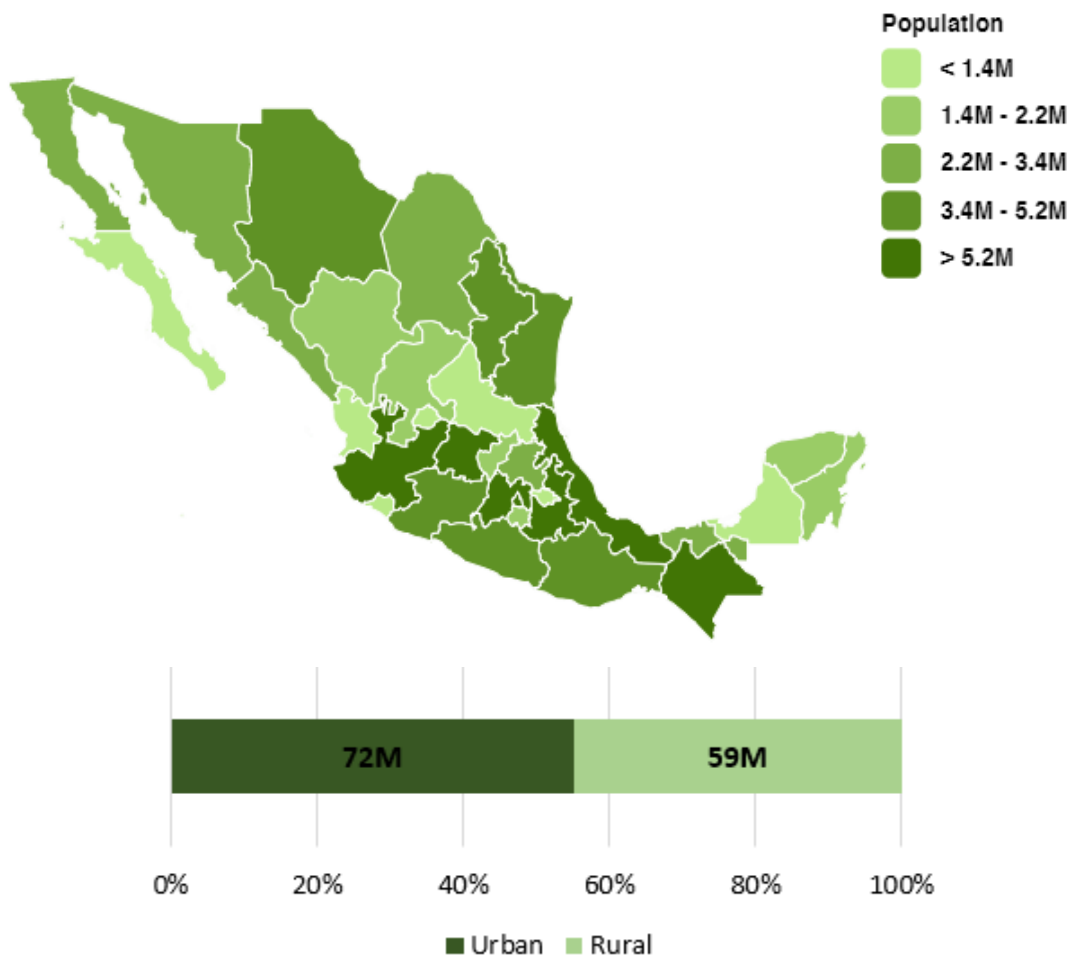 Population
< 1.4M
1.4M - 2.2M
2.2M - 3.4M
3.4M - 5.2M
> 5.2M
72M 59M
0% 20% 40% 60% 80% 100%
Urban Rural